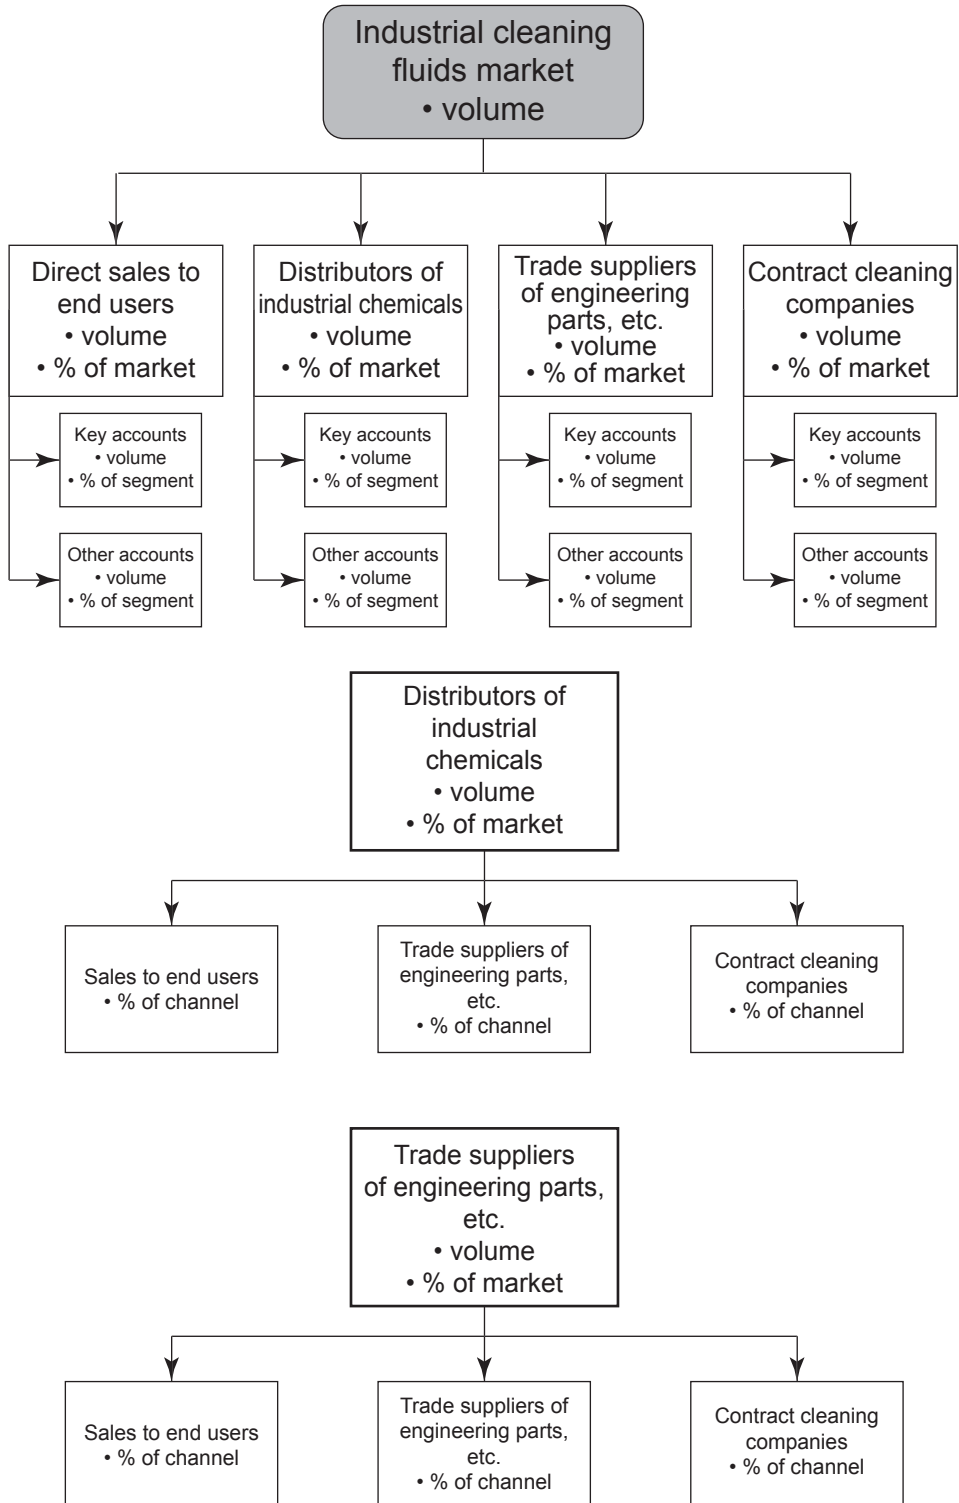 Industrial cleaning
fluids market
• volume
Direct sales to
end users
• volume
• % of market
Distributors of
industrial chemicals
• volume
• % of market
Trade suppliers
of engineering
parts, etc.
• volume
• % of market
Contract cleaning
companies
• volume
• % of market
Key accounts
• volume
• % of segment
Key accounts
• volume
• % of segment
Key accounts
• volume
• % of segment
Key accounts
• volume
• % of segment
Other accounts
• volume
• % of segment
Other accounts
• volume
• % of segment
Other accounts
• volume
• % of segment
Other accounts
• volume
• % of segment
Distributors of
industrial
chemicals
• volume
• % of market
Sales to end users
• % of channel
Trade suppliers of
engineering parts,
etc.
• % of channel
Contract cleaning
companies
• % of channel
Trade suppliers
of engineering parts,
etc.
• volume
• % of market
Sales to end users
• % of channel
Trade suppliers of
engineering parts,
etc.
• % of channel
Contract cleaning
companies
• % of channel